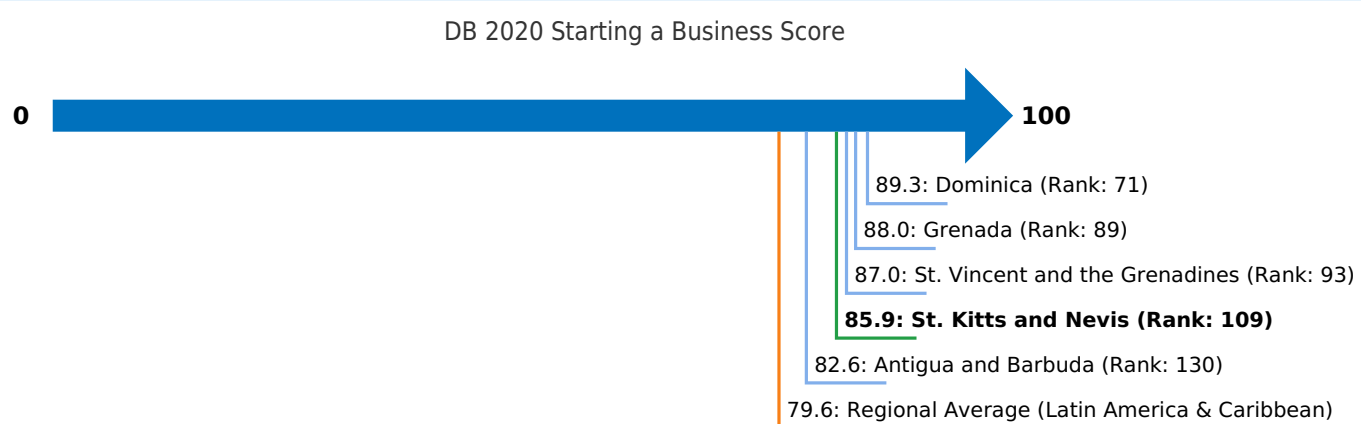 DB 2020 Starting a Business Score
0
100
89.3: Dominica (Rank: 71)
88.0: Grenada (Rank: 89)
87.0: St. Vincent and the Grenadines (Rank: 93)
85.9: St. Kitts and Nevis (Rank: 109)
82.6: Antigua and Barbuda (Rank: 130)
79.6: Regional Average (Latin America & Caribbean)